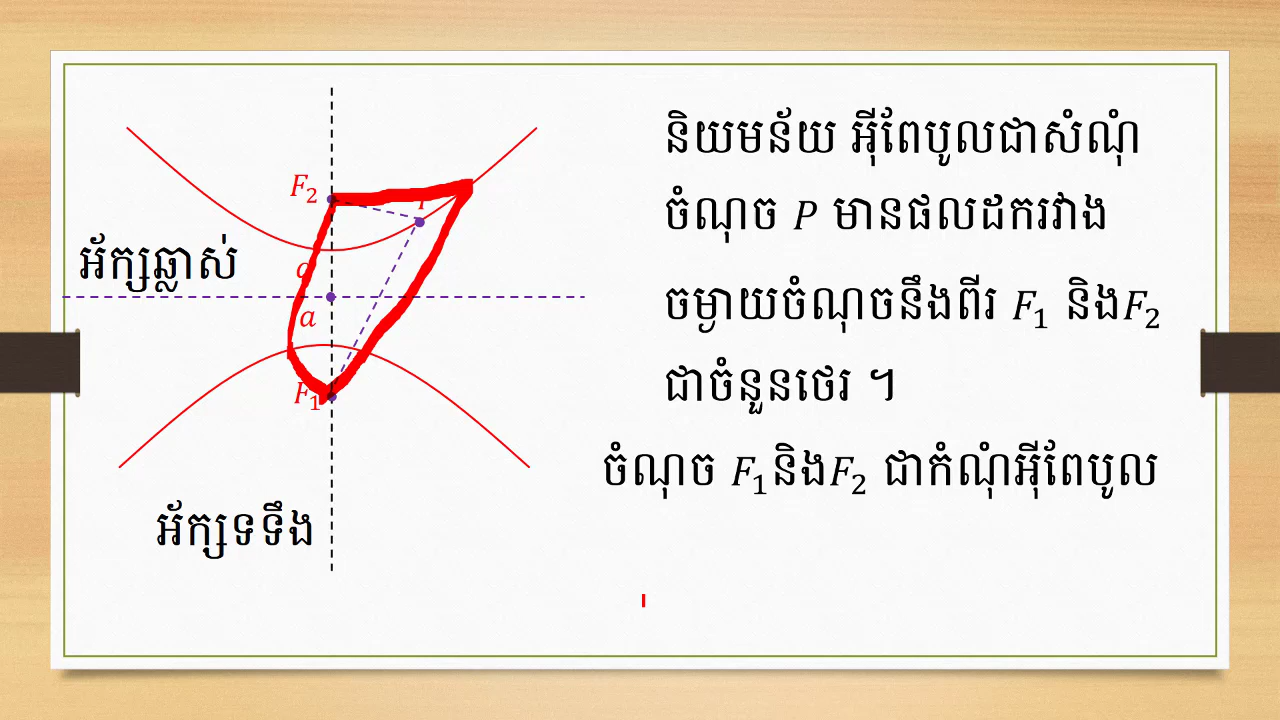 និយមន័យ អ៊ីពែបូលជាសំណុំ
ចំណុច P មានផលដករវាង
ចម្ងាយចំណុចនឹងពីរ F₁ និងF₂
ជាចំនួនថេរ ។
ចំណុច F₁និងF₂ ជាកំណុំអ៊ីពែបូល
F₂
អ័ក្សឆ្លាស់
a
a
F₁
អ័ក្សទទឹង